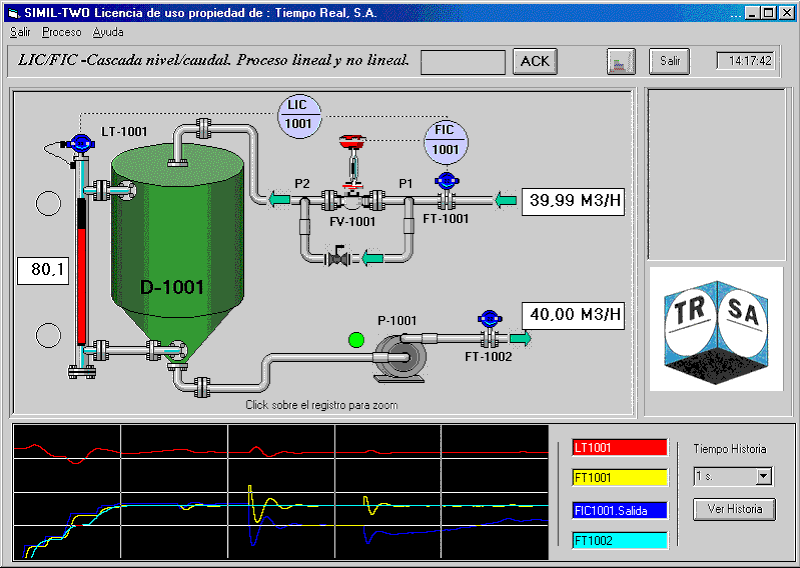 SIMIL-TWO Licencia de uso propiedad de : Tiempo Real, S.A.
Salir Proceso Ayuda
LIC/FIC -Cascada nivel/caudal. Proceso lineal y no lineal.
ACK
Salir
14:17:42
LIC
1001
LT-1001
FIC
1001
P2
P1
39,99 M3/H
FV-1001
FT-1001
80,1
D-1001
40,00 M3/H
P-1001
FT-1002
Click sobre el registro para zoom
TR
SA
LT1001
Tiempo Historia
FT1001
1 s.
FIC1001.Salida
Ver Historia
FT1002